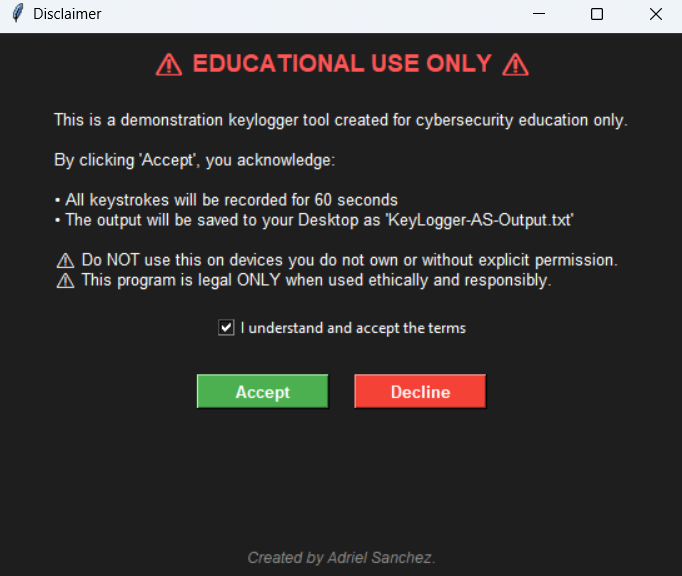 Disclaimer
⚠ EDUCATIONAL USE ONLY ⚠
This is a demonstration keylogger tool created for cybersecurity education only.
By clicking 'Accept', you acknowledge:
• All keystrokes will be recorded for 60 seconds
• The output will be saved to your Desktop as 'KeyLogger-AS-Output.txt'
⚠ Do NOT use this on devices you do not own or without explicit permission.
⚠ This program is legal ONLY when used ethically and responsibly.
I understand and accept the terms
Accept Decline
Created by Adriel Sanchez.